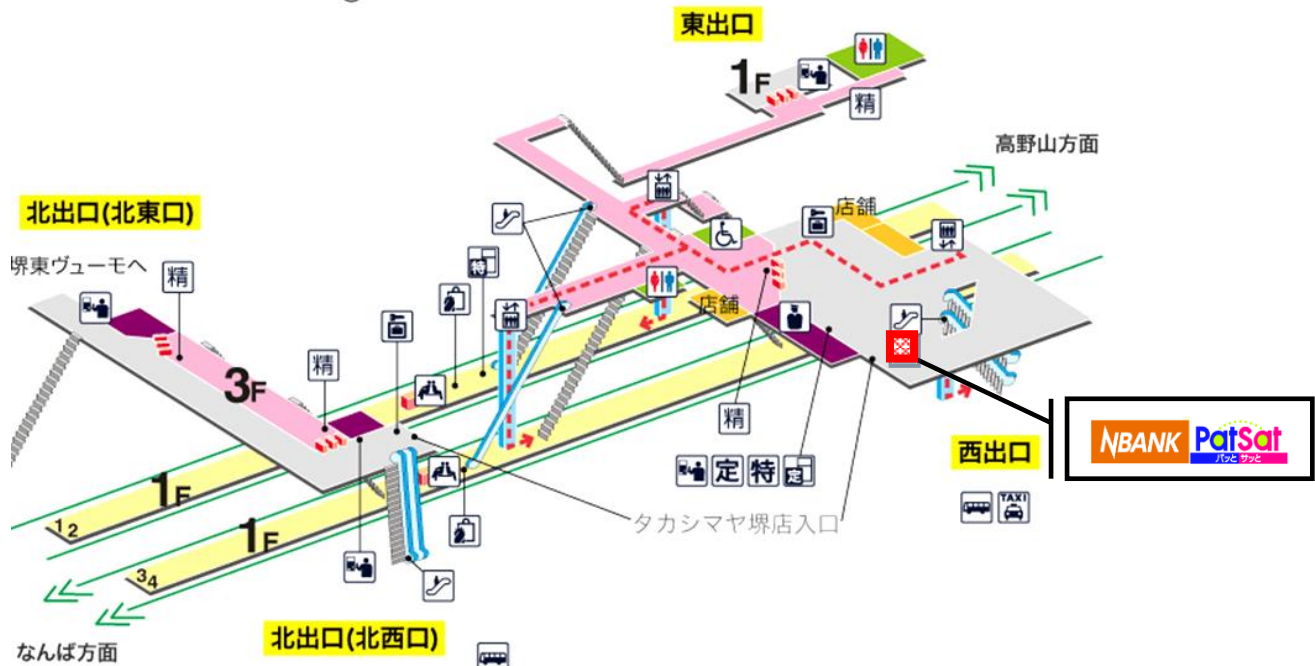 東出口
1F
精
高野山方面
北出口(北東口)
店舗
堺東ヴューモへ
精
特
店舗
3F
精
精
西出口
NBANK PatSat
パッと サッと
定 特 定
TAXI
1F
タカシマヤ堺店入口
1 2
1F
3 4
北出口(北西口)
なんば方面